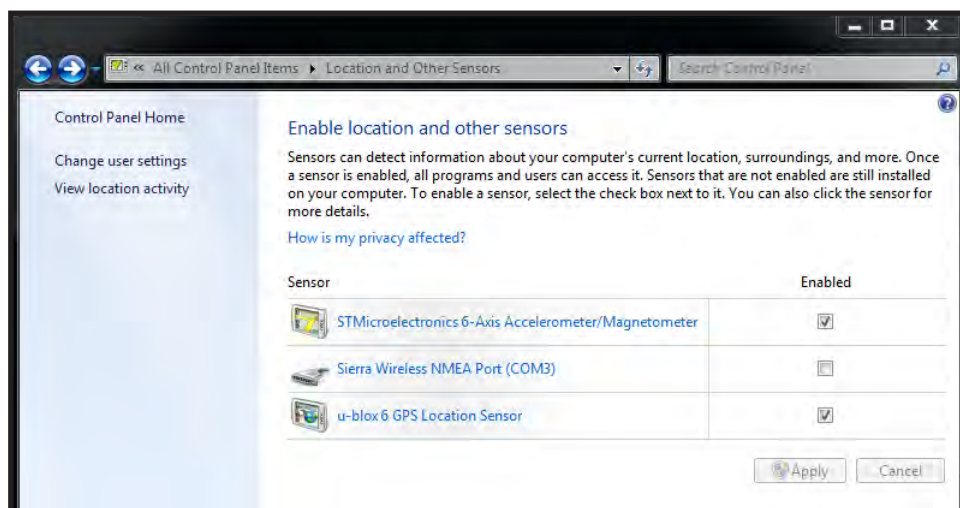 « All Control Panel Items ▸ Location and Other Sensors
Search Control Panel
Control Panel Home
Change user settings
View location activity
Enable location and other sensors
Sensors can detect information about your computer's current location, surroundings, and more. Once
a sensor is enabled, all programs and users can access it. Sensors that are not enabled are still installed
on your computer. To enable a sensor, select the check box next to it. You can also click the sensor for
more details.
How is my privacy affected?
Sensor Enabled
STMicroelectronics 6-Axis Accelerometer/Magnetometer
Sierra Wireless NMEA Port (COM3)
u-blox 6 GPS Location Sensor
Apply Cancel